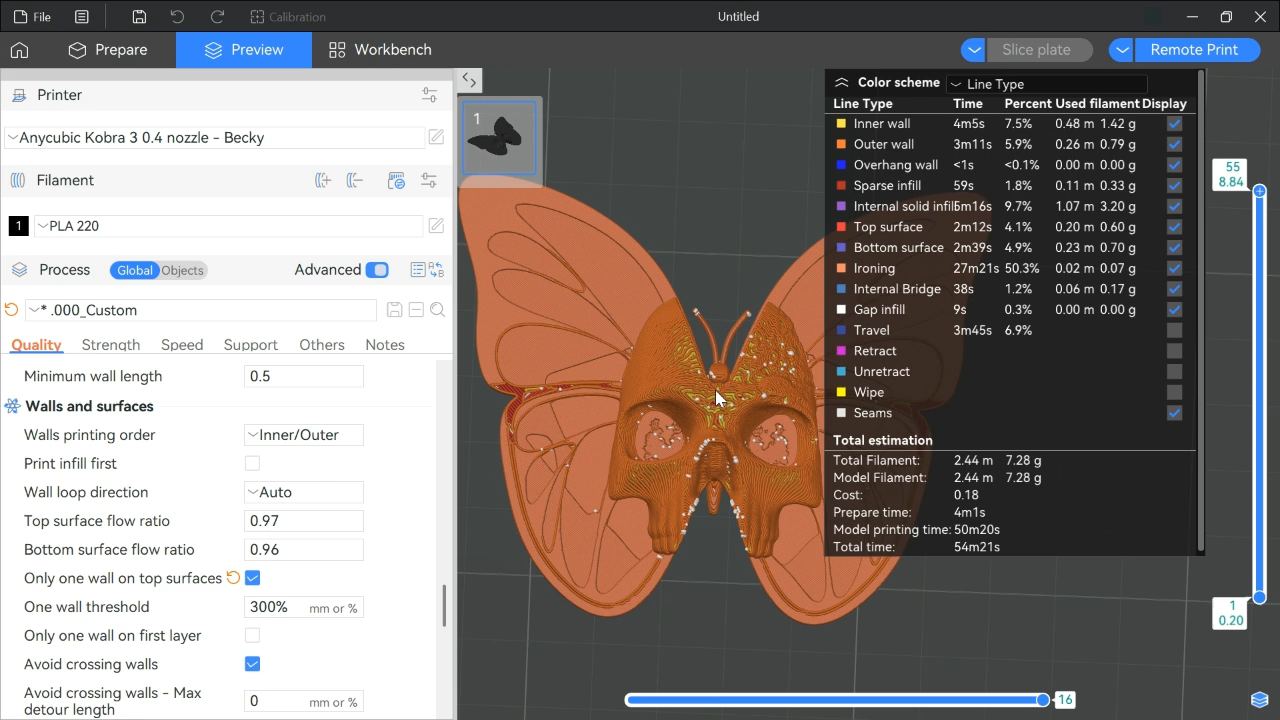 File Calibration Untitled
Prepare Preview Workbench Slice plate Remote Print
Printer
Anycubic Kobra 3 0.4 nozzle - Becky
Filament
1 PLA 220
Process Global Objects Advanced
* .000_Custom
Quality Strength Speed Support Others Notes
Minimum wall length 0.5
Walls and surfaces
Walls printing order Inner/Outer
Print infill first
Wall loop direction Auto
Top surface flow ratio 0.97
Bottom surface flow ratio 0.96
Only one wall on top surfaces
One wall threshold 300% mm or %
Only one wall on first layer
Avoid crossing walls
Avoid crossing walls - Max
detour length 0 mm or %
1
Color scheme Line Type
Line Type Time Percent Used filament Display
Inner wall 4m5s 7.5% 0.48 m 1.42 g
Outer wall 3m11s 5.9% 0.26 m 0.79 g
Overhang wall <1s <0.1% 0.00 m 0.00 g
Sparse infill 59s 1.8% 0.11 m 0.33 g
Internal solid infill 5m16s 9.7% 1.07 m 3.20 g
Top surface 2m12s 4.1% 0.20 m 0.60 g
Bottom surface 2m39s 4.9% 0.23 m 0.70 g
Ironing 27m21s 50.3% 0.02 m 0.07 g
Internal Bridge 38s 1.2% 0.06 m 0.17 g
Gap infill 9s 0.3% 0.00 m 0.00 g
Travel 3m45s 6.9%
Retract
Unretract
Wipe
Seams
Total estimation
Total Filament: 2.44 m 7.28 g
Model Filament: 2.44 m 7.28 g
Cost: 0.18
Prepare time: 4m1s
Model printing time: 50m20s
Total time: 54m21s
55
8.84
1
0.20
16